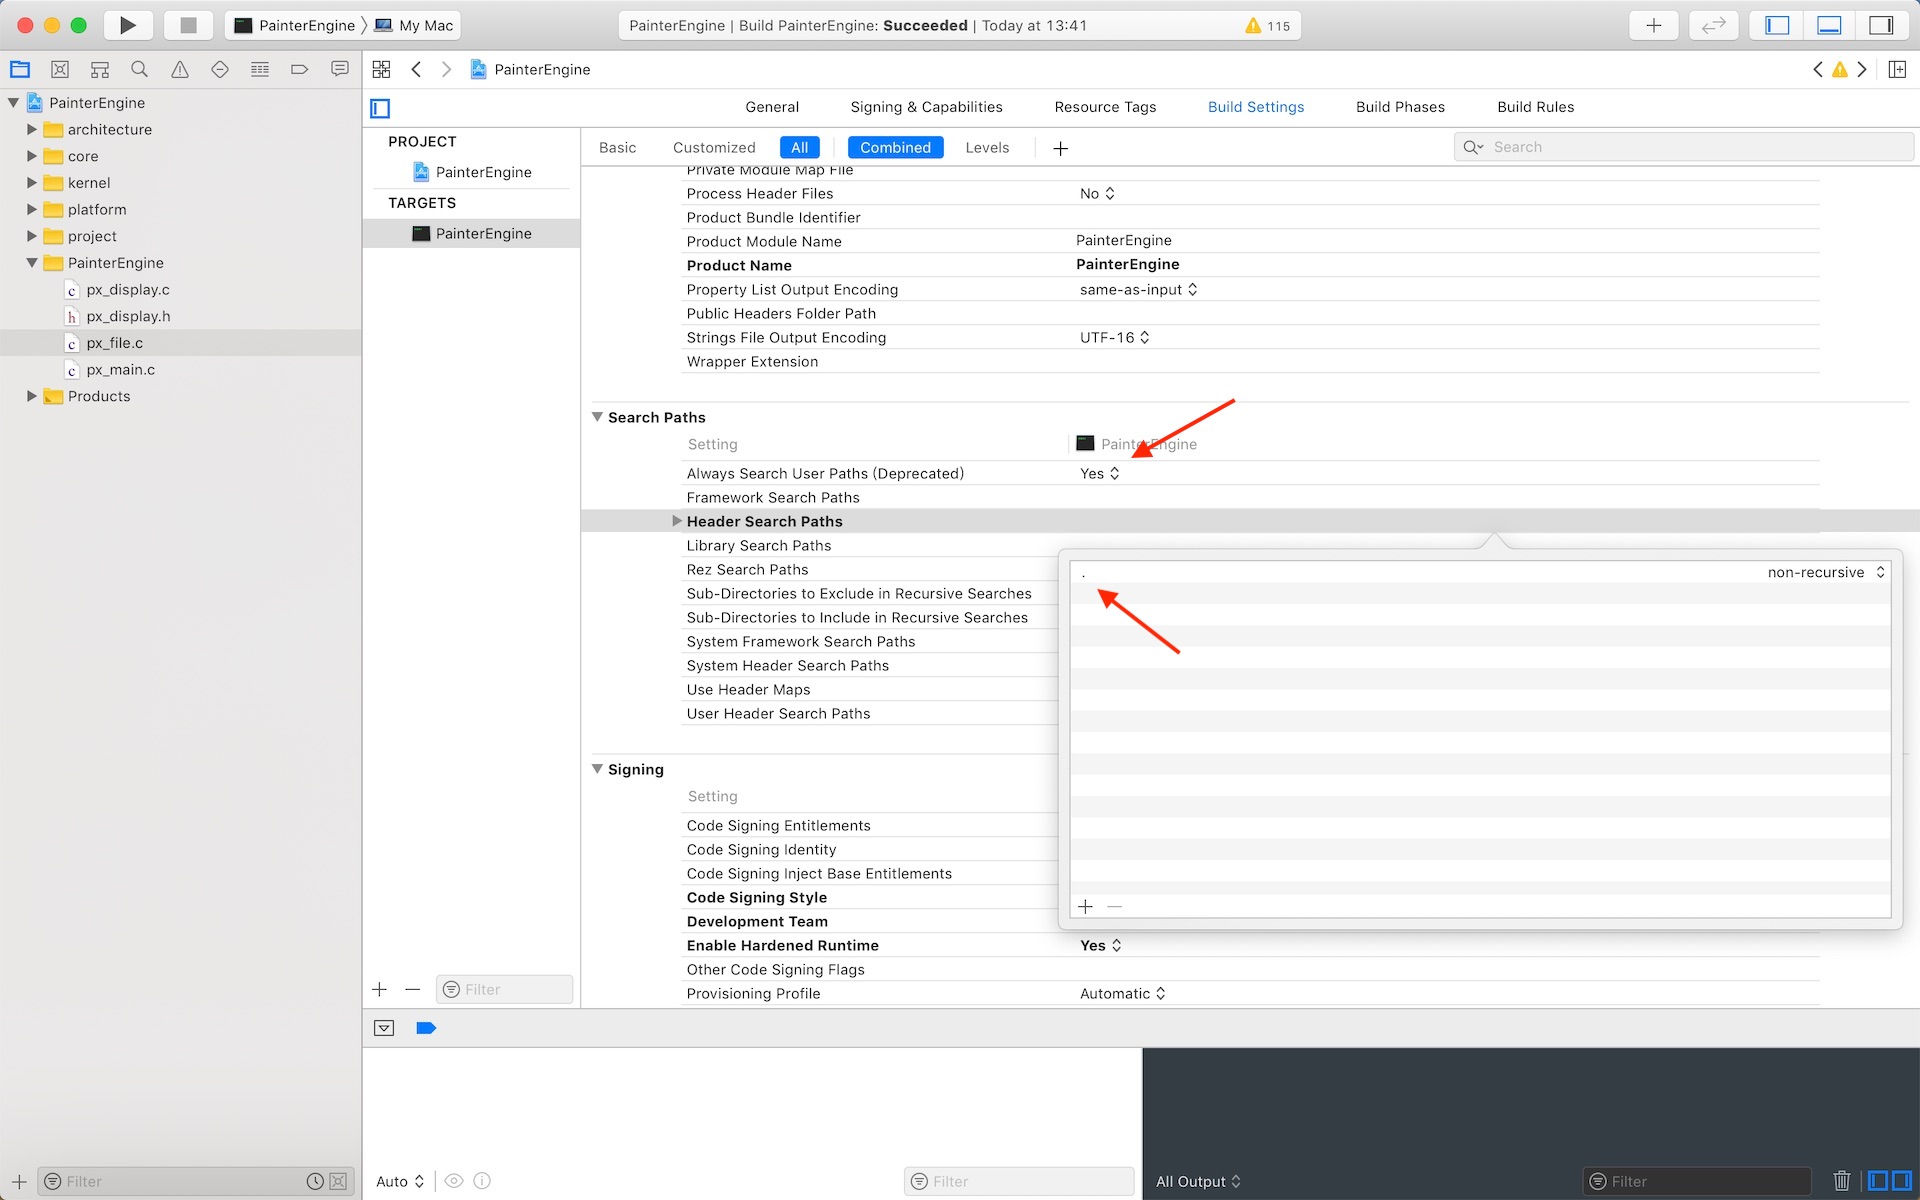 PainterEngine 〉 My Mac
PainterEngine | Build PainterEngine: Succeeded | Today at 13:41
115
PainterEngine
General
Signing & Capabilities
Resource Tags
Build Settings
Build Phases
Build Rules
PainterEngine
architecture
core
kernel
platform
project
PainterEngine
c px_display.c
h px_display.h
c px_file.c
c px_main.c
Products
PROJECT
PainterEngine
TARGETS
PainterEngine
Basic
Customized
All
Combined
Levels
Search
Private Module Map File
Process Header Files No
Product Bundle Identifier
Product Module Name PainterEngine
Product Name PainterEngine
Property List Output Encoding same-as-input
Public Headers Folder Path
Strings File Output Encoding UTF-16
Wrapper Extension
Search Paths
Setting PainterEngine
Always Search User Paths (Deprecated) Yes
Framework Search Paths
Header Search Paths
Library Search Paths
. non-recursive
Rez Search Paths
Sub-Directories to Exclude in Recursive Searches
Sub-Directories to Include in Recursive Searches
System Framework Search Paths
System Header Search Paths
Use Header Maps
User Header Search Paths
Signing
Setting
Code Signing Entitlements
Code Signing Identity
Code Signing Inject Base Entitlements
Code Signing Style
Development Team
Enable Hardened Runtime Yes
Other Code Signing Flags
Provisioning Profile Automatic
Filter
Filter
Auto
Filter
All Output
Filter